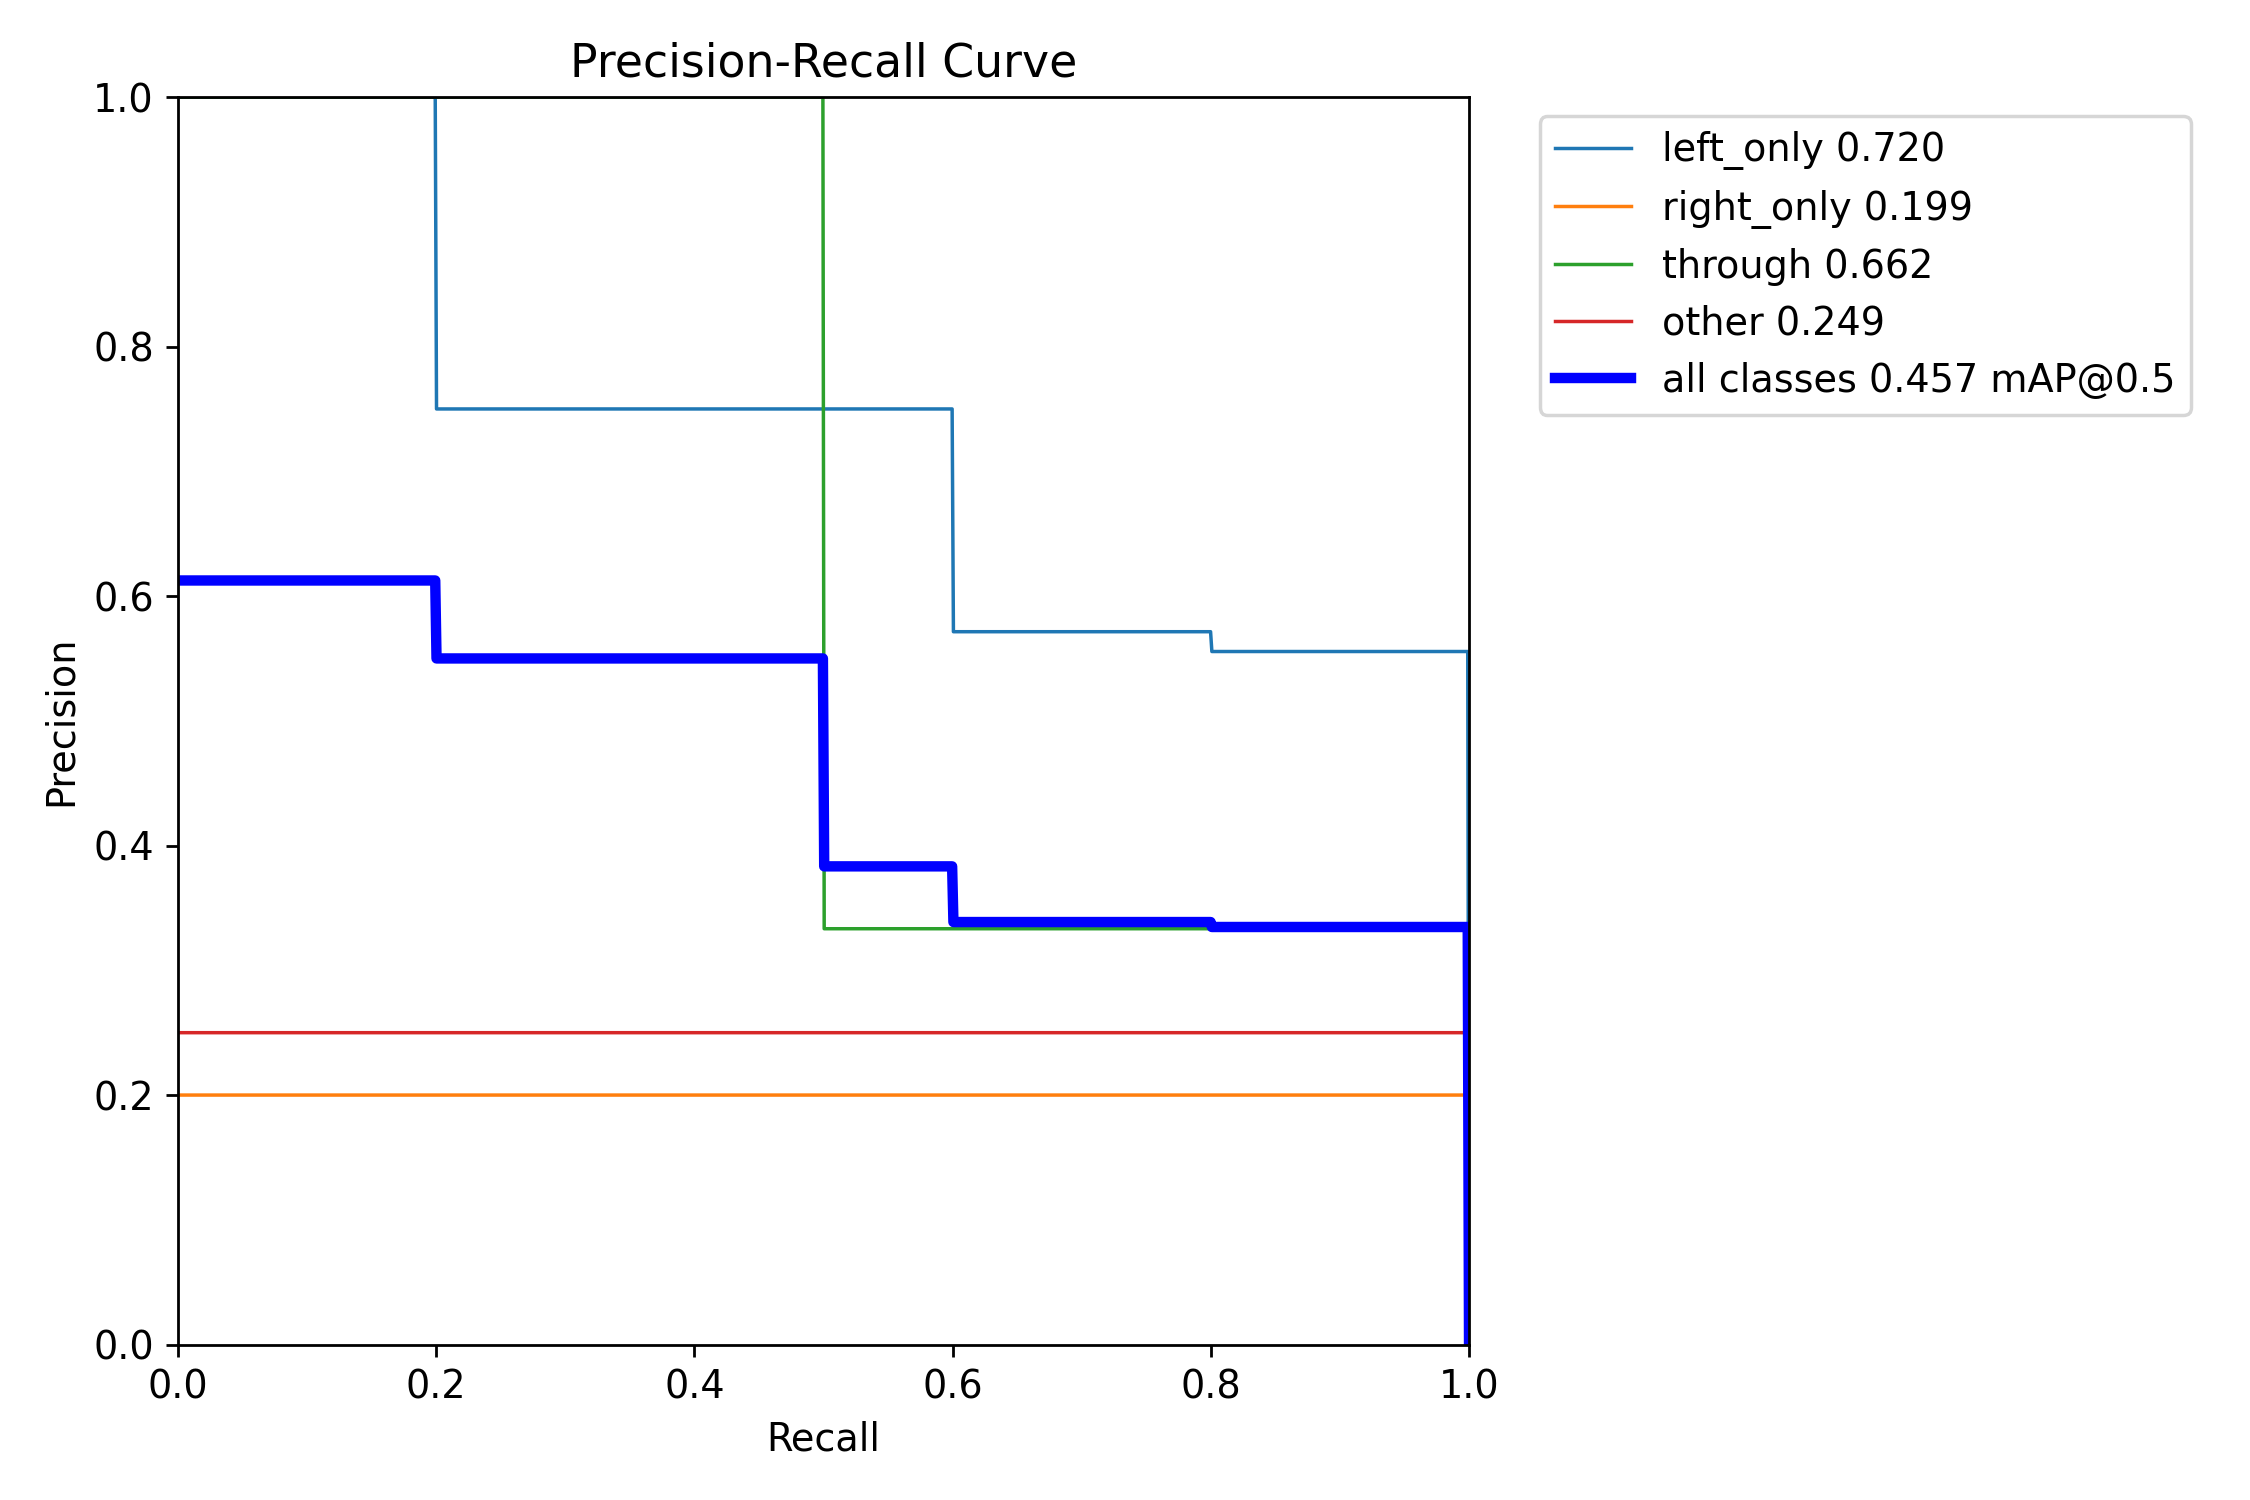 Precision-Recall Curve
1.0
0.8
0.6
0.4
0.2
0.0
Precision
0.0 0.2 0.4 0.6 0.8 1.0
Recall
left_only 0.720
right_only 0.199
through 0.662
other 0.249
all classes 0.457 mAP@0.5